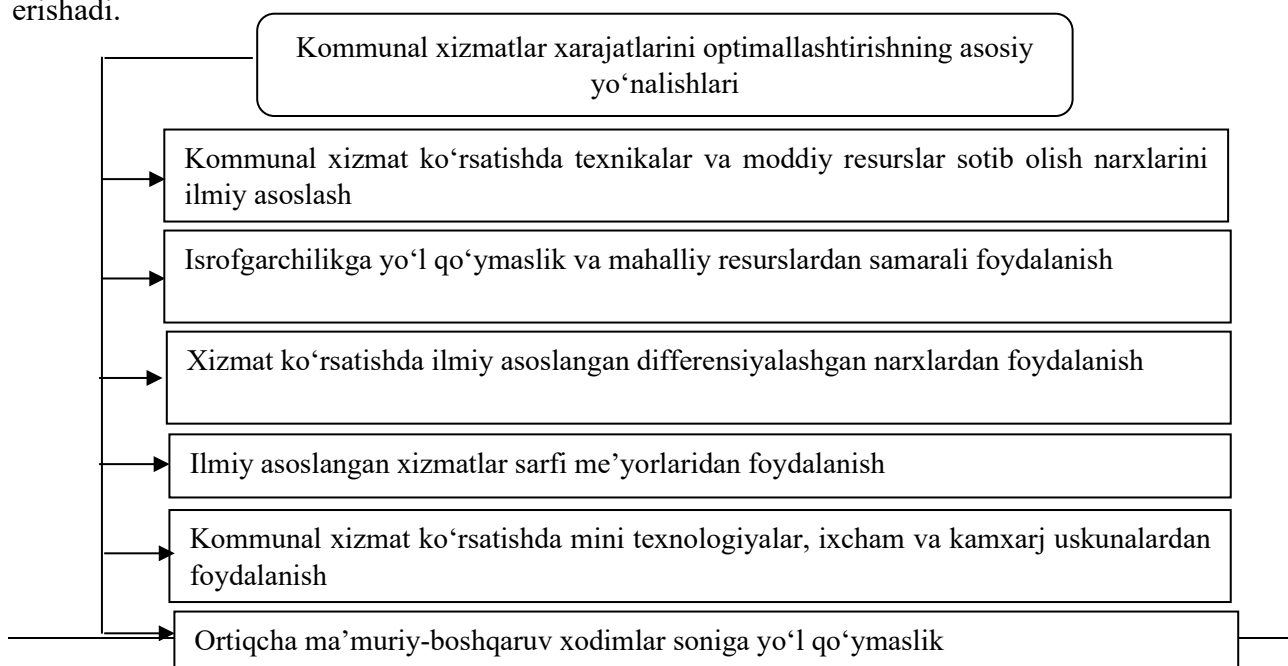 erishadi.
Kommunal xizmatlar xarajatlarini optimallashtirishning asosiy
yo‘nalishlari
Kommunal xizmat ko‘rsatishda texnikalar va moddiy resurslar sotib olish narxlarini
ilmiy asoslash
Isrofgarchilikga yo‘l qo‘ymaslik va mahalliy resurslardan samarali foydalanish
Xizmat ko‘rsatishda ilmiy asoslangan differensiyalashgan narxlardan foydalanish
Ilmiy asoslangan xizmatlar sarfi me’yorlaridan foydalanish
Kommunal xizmat ko‘rsatishda mini texnologiyalar, ixcham va kamxarj uskunalardan
foydalanish
Ortiqcha ma’muriy-boshqaruv xodimlar soniga yo‘l qo‘ymaslik